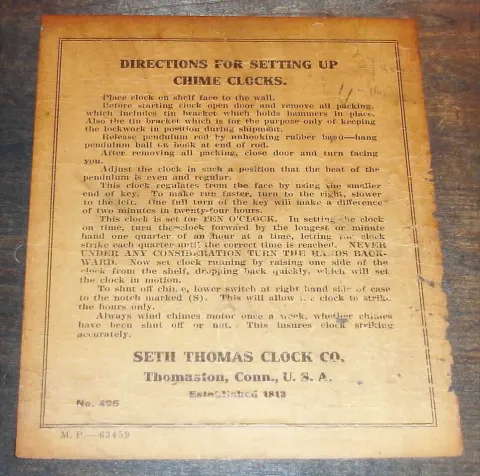 DIRECTIONS FOR SETTING UP
CHIME CLOCKS.
Place clock on shelf face to the wall.
Before starting clock open door and remove all packing,
which includes tin bracket which holds hammers in place.
Also the tin bracket which is for the purpose only of keeping
the lockwork in position during shipment.
Release pendulum rod by unhooking rubber band—hang
pendulum ball on hook at end of rod.
After removing all packing, close door and turn facing
you.
Adjust the clock in such a position that the beat of the
pendulum is even and regular.
This clock regulates from the face by using the smaller
end of key. To make run faster, turn to the right, slower
to the left. One full turn of the key will make a difference
of two minutes in twenty-four hours.
This clock is set for TEN O'CLOCK. In setting the clock
on time, turn the clock forward by the longest or minute
hand one quarter of an hour at a time, letting the clock
strike each quarter until the correct time is reached. NEVER
UNDER ANY CONSIDERATION TURN THE HANDS BACK-
WARD. Now set clock running by raising one side of the
clock from the shelf, dropping back quickly, which will set
the clock in motion.
To shut off chime, lower switch at right hand side of case
to the notch marked (S). This will allow the clock to strike
the hours only.
Always wind chimes motor once a week, whether chimes
have been shut off or not. This insures clock striking
accurately.
SETH THOMAS CLOCK CO.
Thomaston, Conn., U. S. A.
Established 1813
No. 495
M. P.—63459